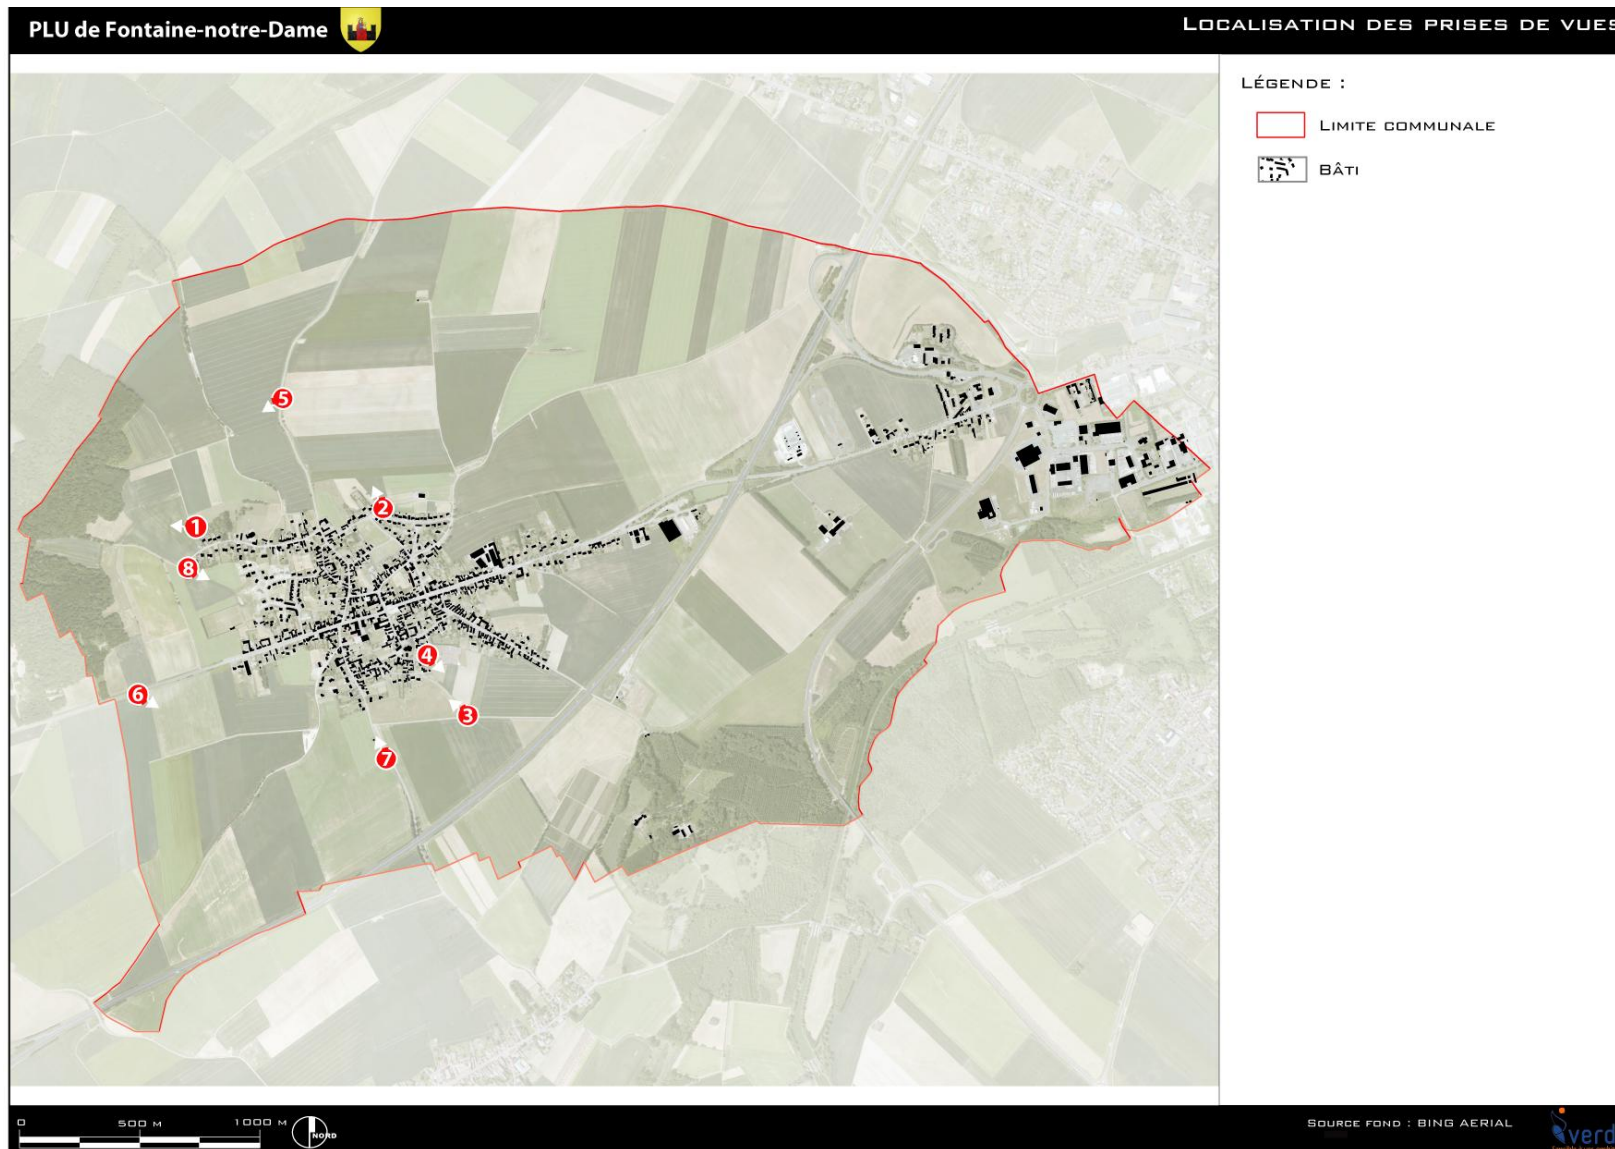 PLU de Fontaine-notre-Dame
LOCALISATION DES PRISES DE VUES
LÉGENDE :
LIMITE COMMUNALE
BÂTI
5
2
1
8
4
6
3
7
0 500 M 1000 M
NORD
SOURCE FOND : BING AERIAL
verd